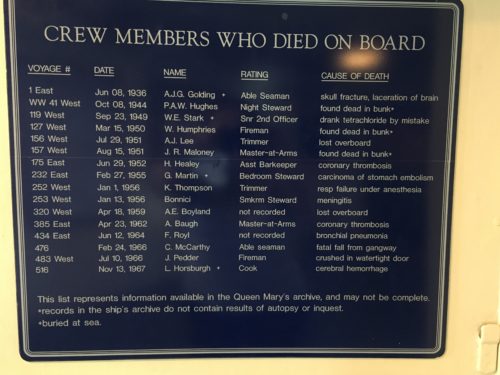 CREW MEMBERS WHO DIED ON BOARD
VOYAGE # DATE NAME RATING CAUSE OF DEATH
1 East Jun 08, 1936 A.J.G. Golding + Able Seaman skull fracture, laceration of brain
WW 41 West Oct 08, 1944 P.A.W. Hughes Night Steward found dead in bunk*
119 West Sep 23, 1949 W.E. Stark + Snr 2nd Officer drank tetrachloride by mistake
127 West Mar 15, 1950 W. Humphries Fireman found dead in bunk*
156 West Jul 29, 1951 A.J. Lee Trimmer lost overboard
157 West Aug 15, 1951 J. R. Maloney Master-at-Arms found dead in bunk*
175 East Jun 29, 1952 H. Healey Asst Barkeeper coronary thrombosis
232 East Feb 27, 1955 G. Martin + Bedroom Steward carcinoma of stomach embolism
252 West Jan 1, 1956 K. Thompson Trimmer resp failure under anesthesia
253 West Jan 13, 1956 Bonnici Smkrm Steward meningitis
320 West Apr 18, 1959 A.E. Boyland not recorded lost overboard
385 East Apr 23, 1962 A. Baugh Master-at-Arms coronary thrombosis
434 East Jun 12, 1964 F. Royl not recorded bronchial pneumonia
476 Feb 24, 1966 C. McCarthy Able seaman fatal fall from gangway
483 West Jul 10, 1966 J. Pedder Fireman crushed in watertight door
516 Nov 13, 1967 L. Horsburgh + Cook cerebral hemorrhage
This list represents information available in the Queen Mary's archive, and may not be complete.
*records in the ship's archive do not contain results of autopsy or inquest.
+buried at sea.